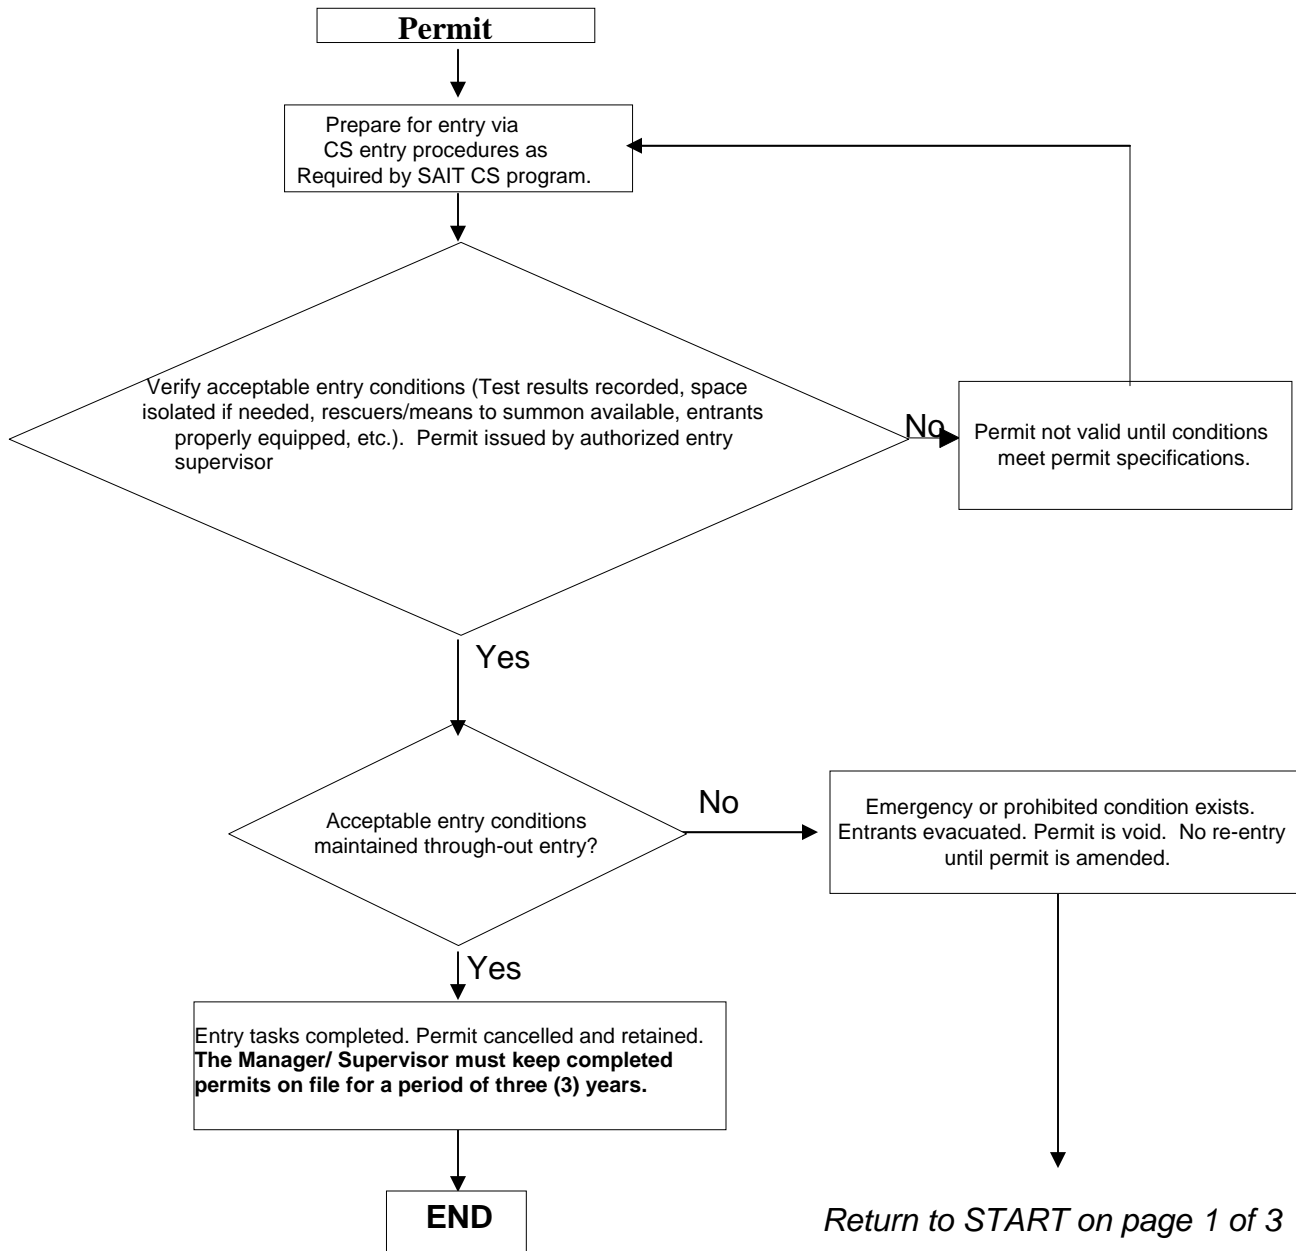 Permit
Prepare for entry via
CS entry procedures as
Required by SAIT CS program.
Verify acceptable entry conditions (Test results recorded, space
isolated if needed, rescuers/means to summon available, entrants
properly equipped, etc.).  Permit issued by authorized entry
supervisor
No
Permit not valid until conditions
meet permit specifications.
Yes
Acceptable entry conditions
maintained through-out entry?
No
Emergency or prohibited condition exists.
Entrants evacuated. Permit is void.  No re-entry
until permit is amended.
Yes
Entry tasks completed. Permit cancelled and retained.
The Manager/ Supervisor must keep completed
permits on file for a period of three (3) years.
END
Return to START on page 1 of 3